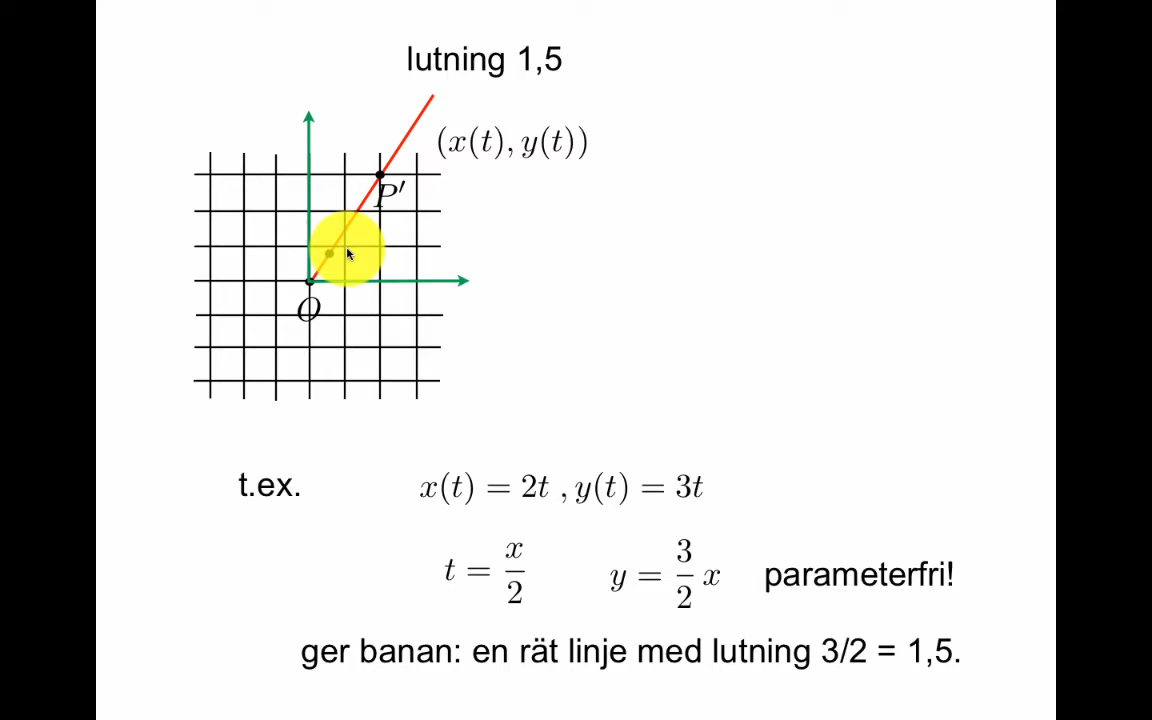 lutning 1,5
(x(t), y(t))
P′
O
t.ex. x(t) = 2t , y(t) = 3t
t = x/2 y = 3/2 x parameterfri!
ger banan: en rät linje med lutning 3/2 = 1,5.